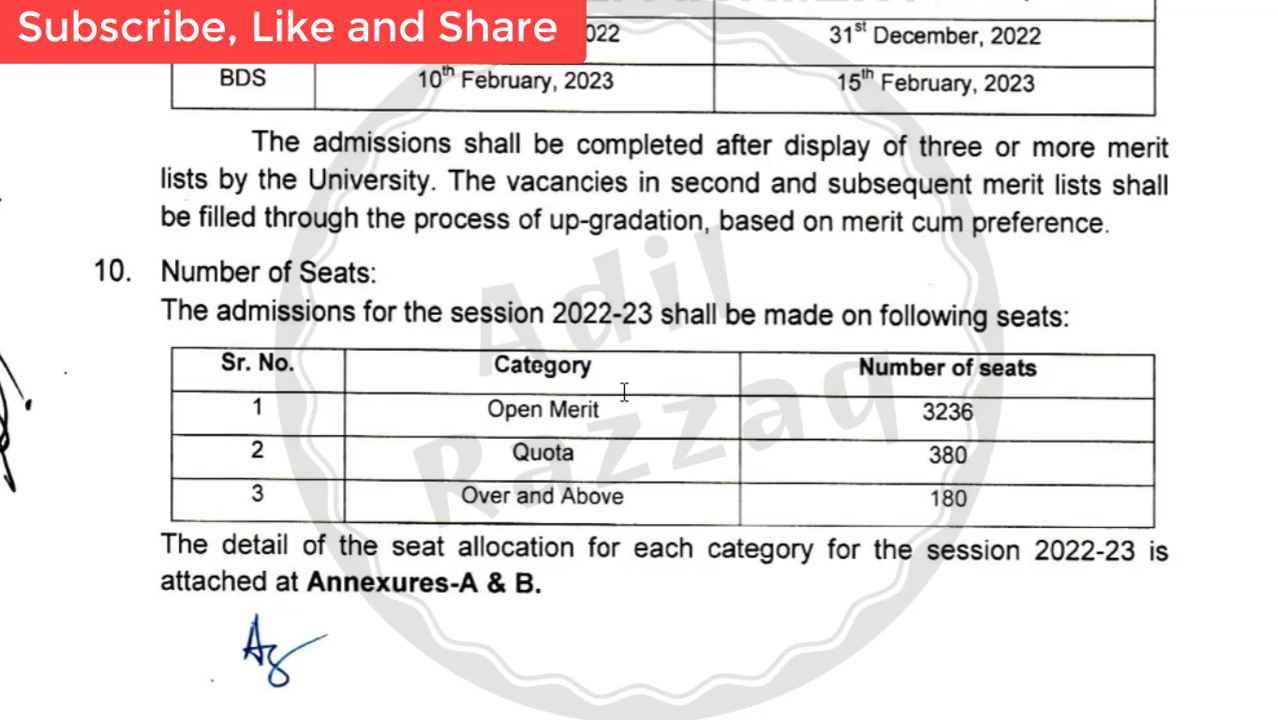 Subscribe, Like and Share
022 31st December, 2022
BDS 10th February, 2023 15th February, 2023
The admissions shall be completed after display of three or more merit
lists by the University. The vacancies in second and subsequent merit lists shall
be filled through the process of up-gradation, based on merit cum preference.
10. Number of Seats:
The admissions for the session 2022-23 shall be made on following seats:
Sr. No. Category Number of seats
1 Open Merit 3236
2 Quota 380
3 Over and Above 180
The detail of the seat allocation for each category for the session 2022-23 is
attached at Annexures-A & B.
Adil
Razzaq